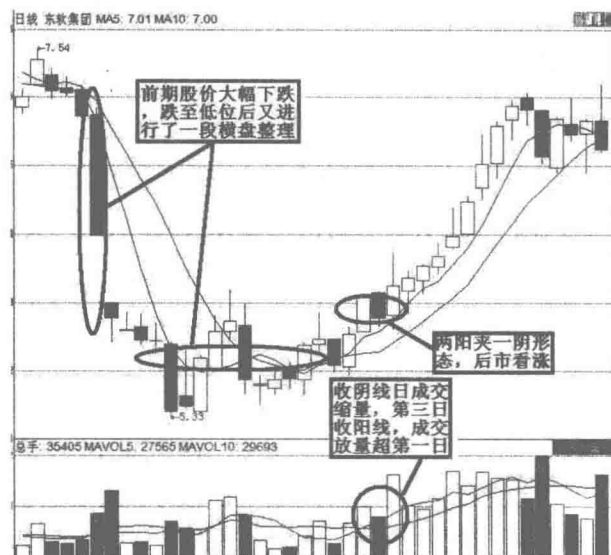 日线 东软集团 MA5: 7.01 MA10: 7.00
7.54
前期股价大幅下跌
，跌至低位后又进
行了一段横盘整理
两阳夹一阴形
态，后市看涨
5.33
收阴线日成交
缩量，第三日
收阳线，成交
放量超第一日
总手: 35405 MAVOL5: 27565 MAVOL10: 29693